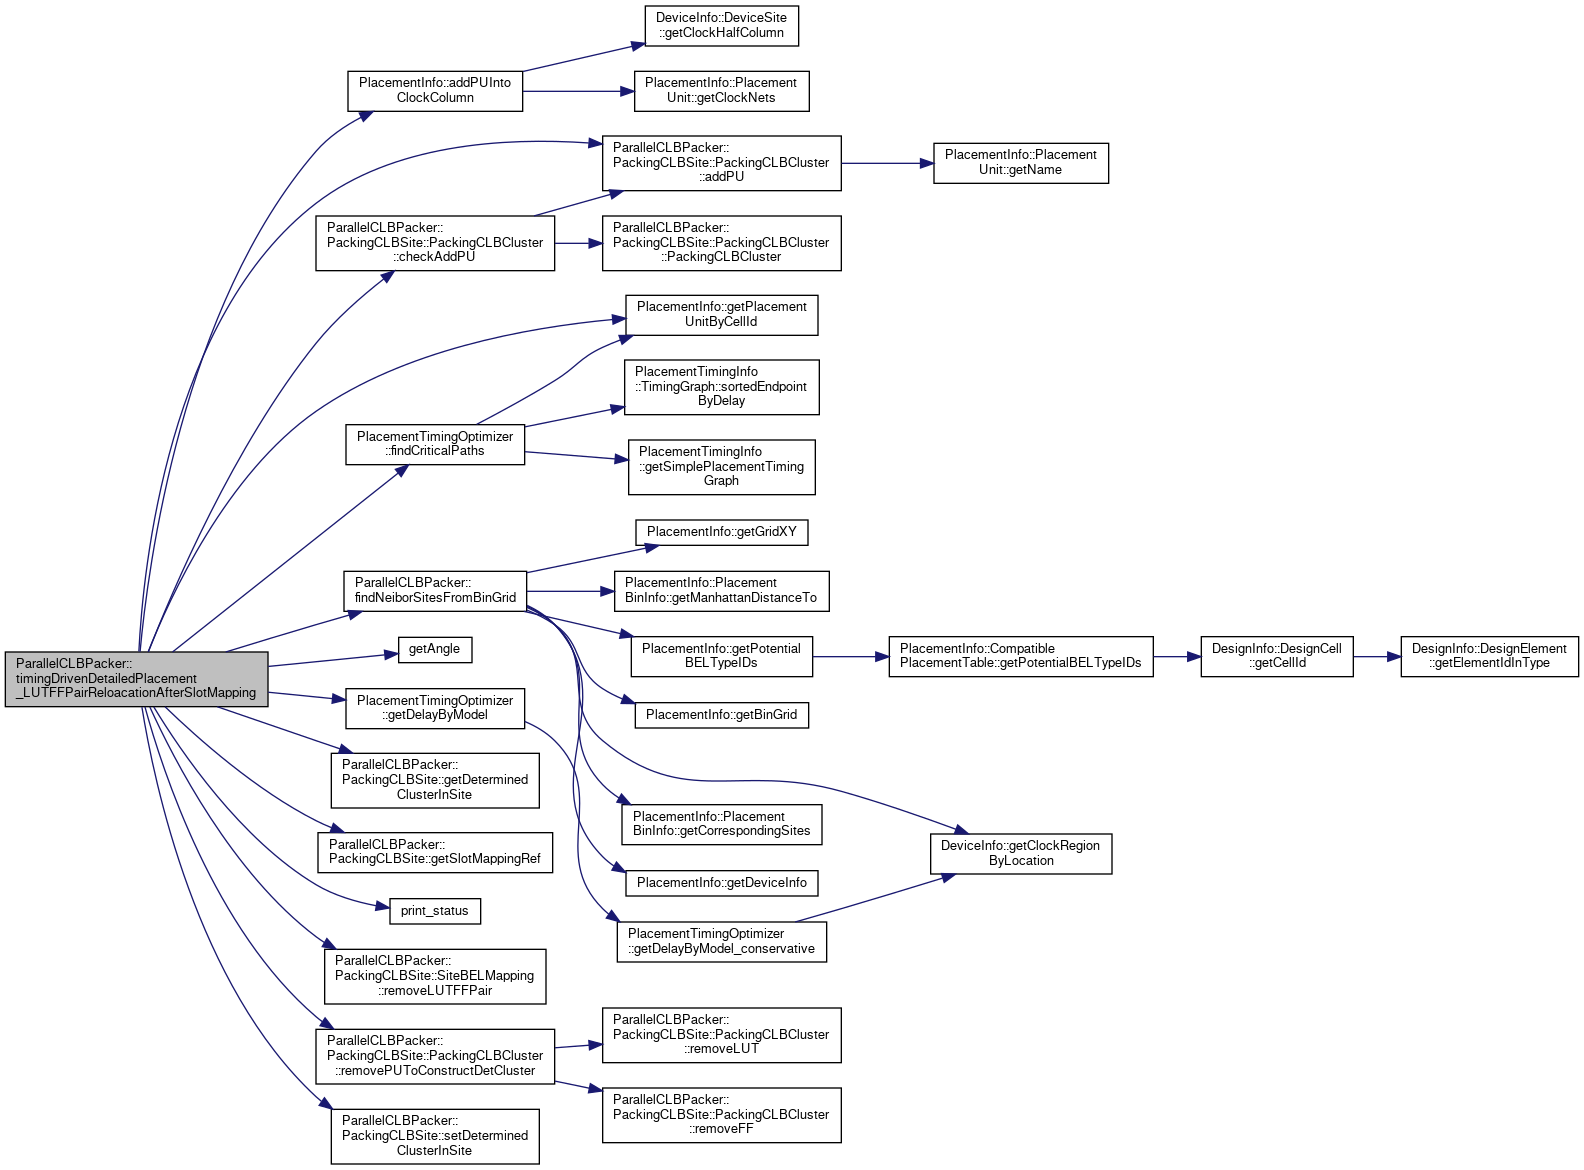 DeviceInfo::DeviceSite
::getClockHalfColumn
PlacementInfo::addPUInto
ClockColumn
PlacementInfo::Placement
Unit::getClockNets
ParallelCLBPacker::
PackingCLBSite::PackingCLBCluster
::addPU
PlacementInfo::Placement
Unit::getName
ParallelCLBPacker::
PackingCLBSite::PackingCLBCluster
::checkAddPU
ParallelCLBPacker::
PackingCLBSite::PackingCLBCluster
::PackingCLBCluster
PlacementInfo::getPlacement
UnitByCellId
PlacementTimingInfo
::TimingGraph::sortedEndpoint
ByDelay
PlacementTimingOptimizer
::findCriticalPaths
PlacementTimingInfo
::getSimplePlacementTiming
Graph
PlacementInfo::getGridXY
ParallelCLBPacker::
findNeiborSitesFromBinGrid
PlacementInfo::Placement
BinInfo::getManhattanDistanceTo
getAngle
PlacementInfo::getPotential
BELTypeIDs
PlacementInfo::Compatible
PlacementTable::getPotentialBELTypeIDs
DesignInfo::DesignCell
::getCellId
DesignInfo::DesignElement
::getElementIdInType
ParallelCLBPacker::
timingDrivenDetailedPlacement
_LUTFFPairReloacationAfterSlotMapping
PlacementTimingOptimizer
::getDelayByModel
PlacementInfo::getBinGrid
ParallelCLBPacker::
PackingCLBSite::getDetermined
ClusterInSite
PlacementInfo::Placement
BinInfo::getCorrespondingSites
ParallelCLBPacker::
PackingCLBSite::getSlotMappingRef
DeviceInfo::getClockRegion
ByLocation
PlacementInfo::getDeviceInfo
print_status
PlacementTimingOptimizer
::getDelayByModel_conservative
ParallelCLBPacker::
PackingCLBSite::SiteBELMapping
::removeLUTFFPair
ParallelCLBPacker::
PackingCLBSite::PackingCLBCluster
::removeLUT
ParallelCLBPacker::
PackingCLBSite::PackingCLBCluster
::removePUToConstructDetCluster
ParallelCLBPacker::
PackingCLBSite::PackingCLBCluster
::removeFF
ParallelCLBPacker::
PackingCLBSite::setDetermined
ClusterInSite